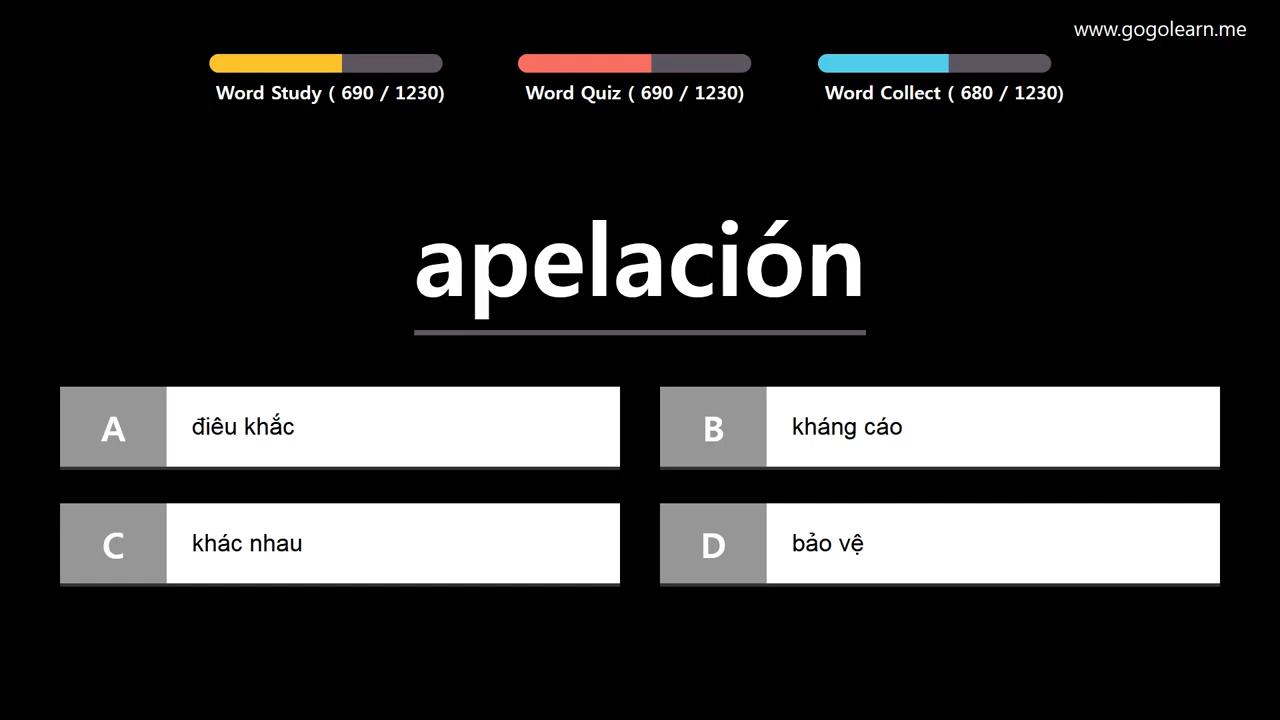 www.gogolearn.me
Word Study ( 690 / 1230)
Word Quiz ( 690 / 1230)
Word Collect ( 680 / 1230)
apelación
A
điêu khắc
B
kháng cáo
C
khác nhau
D
bảo vệ